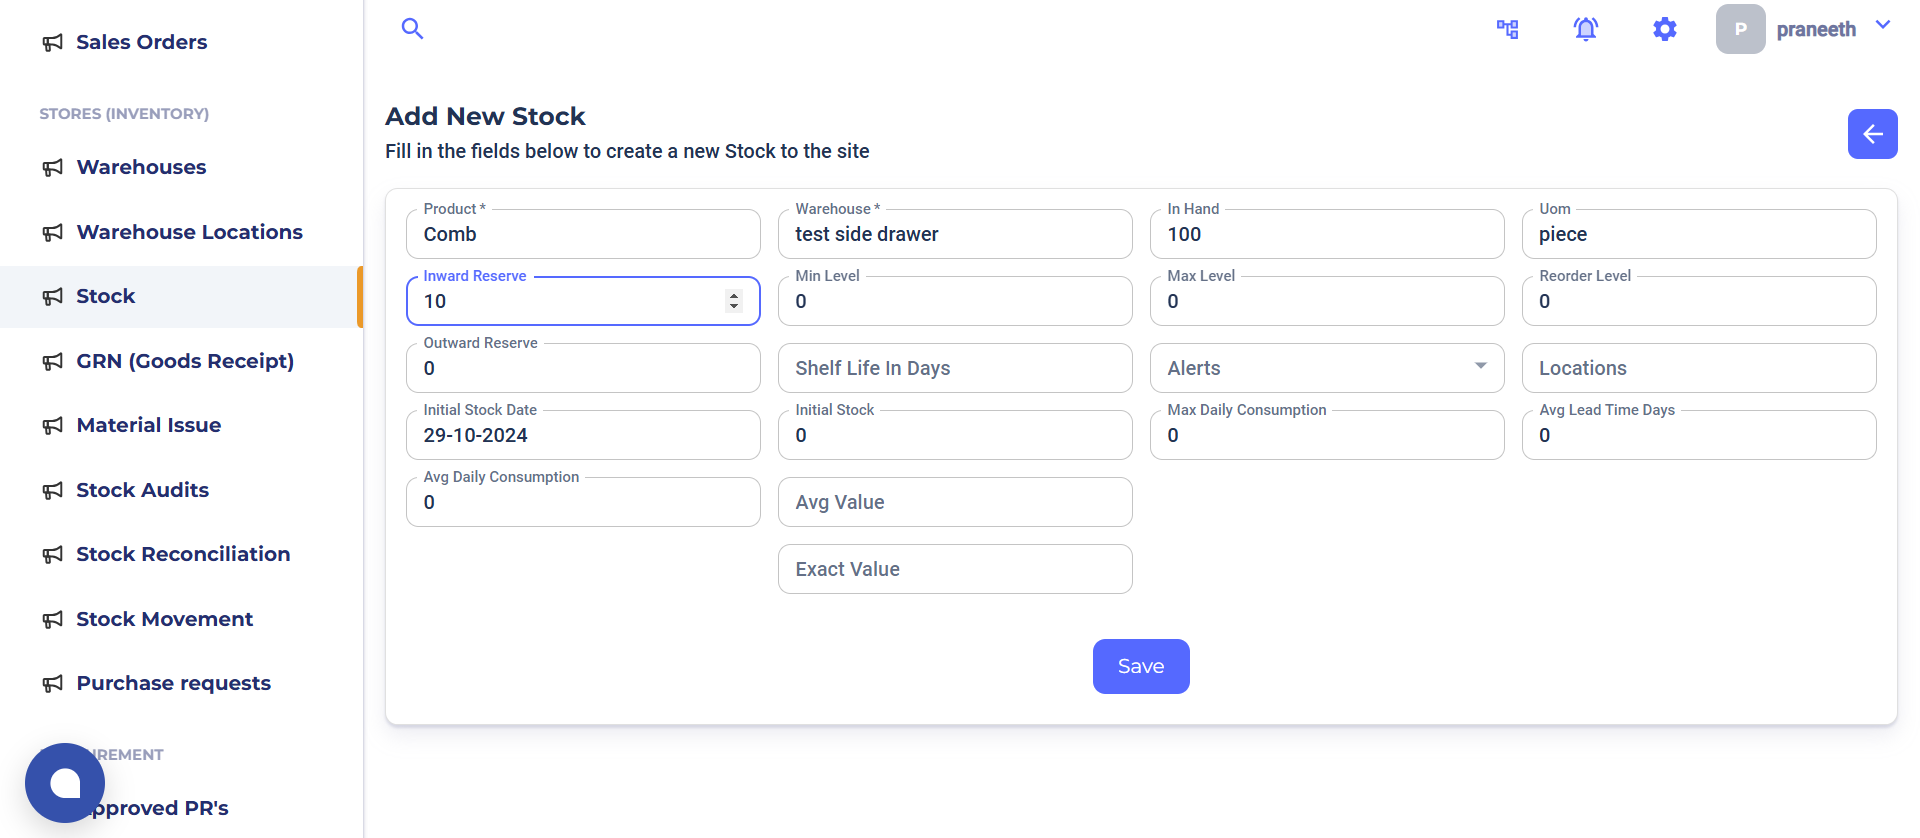 Sales Orders
STORES (INVENTORY)
Warehouses
Warehouse Locations
Stock
GRN (Goods Receipt)
Material Issue
Stock Audits
Stock Reconciliation
Stock Movement
Purchase requests
IREMENT
pproved PR's
P praneeth
Add New Stock
Fill in the fields below to create a new Stock to the site
Product * Warehouse * In Hand Uom
Comb test side drawer 100 piece
Inward Reserve Min Level Max Level Reorder Level
10 0 0 0
Outward Reserve
0 Shelf Life In Days Alerts Locations
Initial Stock Date Initial Stock Max Daily Consumption Avg Lead Time Days
29-10-2024 0 0 0
Avg Daily Consumption
0 Avg Value
Exact Value
Save